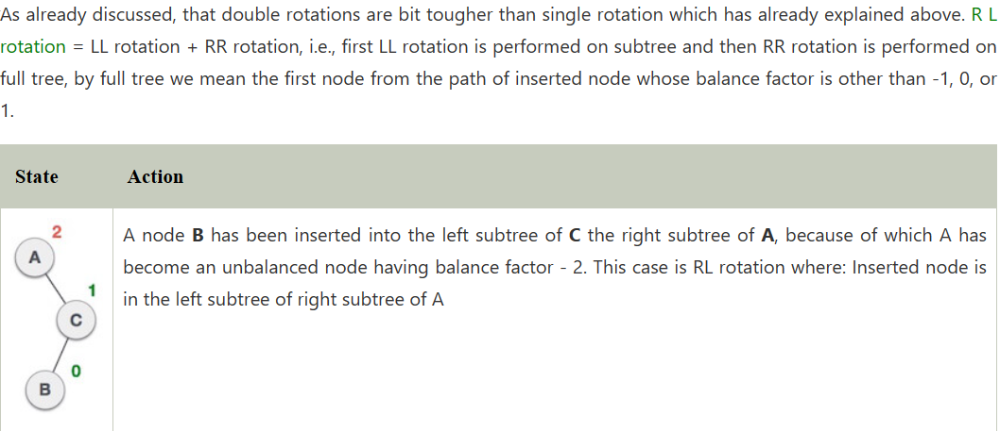 As already discussed, that double rotations are bit tougher than single rotation which has already explained above. R L
rotation = LL rotation + RR rotation, i.e., first LL rotation is performed on subtree and then RR rotation is performed on
full tree, by full tree we mean the first node from the path of inserted node whose balance factor is other than -1, 0, or
1.
State Action
2
A
1
C
0
B
A node B has been inserted into the left subtree of C the right subtree of A, because of which A has
become an unbalanced node having balance factor - 2. This case is RL rotation where: Inserted node is
in the left subtree of right subtree of A